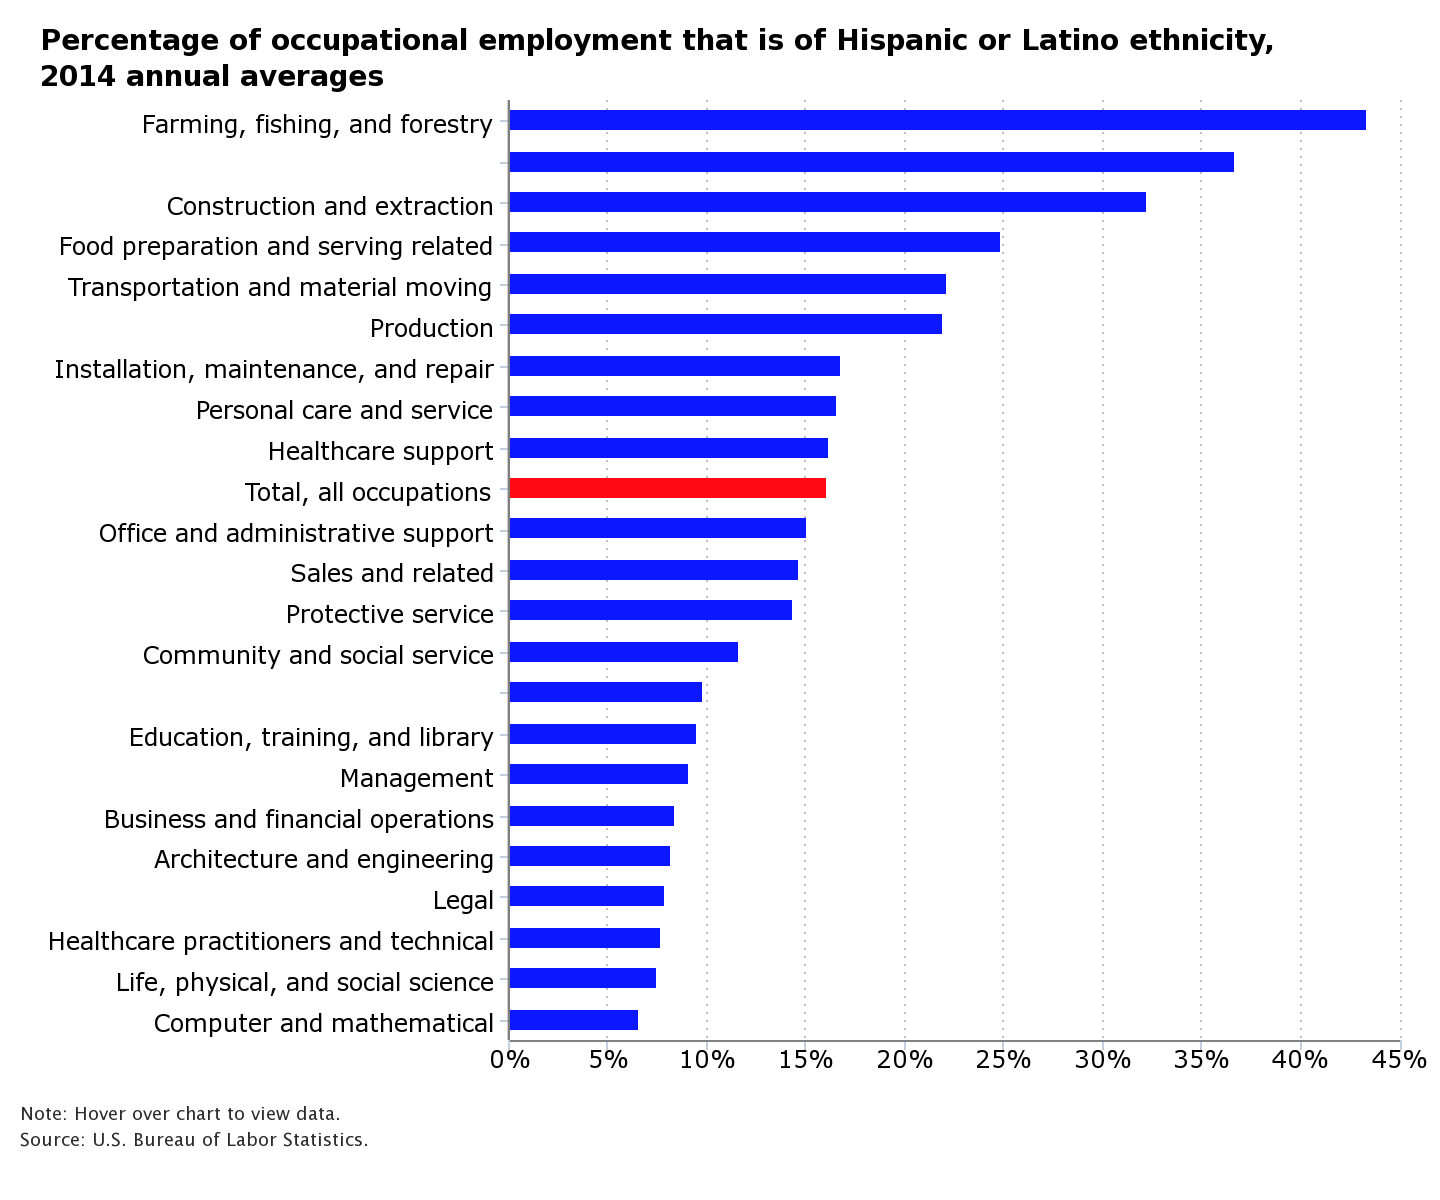 Percentage of occupational employment that is of Hispanic or Latino ethnicity,
2014 annual averages
Farming, fishing, and forestry
Construction and extraction
Food preparation and serving related
Transportation and material moving
Production
Installation, maintenance, and repair
Personal care and service
Healthcare support
Total, all occupations
Office and administrative support
Sales and related
Protective service
Community and social service
Education, training, and library
Management
Business and financial operations
Architecture and engineering
Legal
Healthcare practitioners and technical
Life, physical, and social science
Computer and mathematical
0% 5% 10% 15% 20% 25% 30% 35% 40% 45%
Note: Hover over chart to view data.
Source: U.S. Bureau of Labor Statistics.